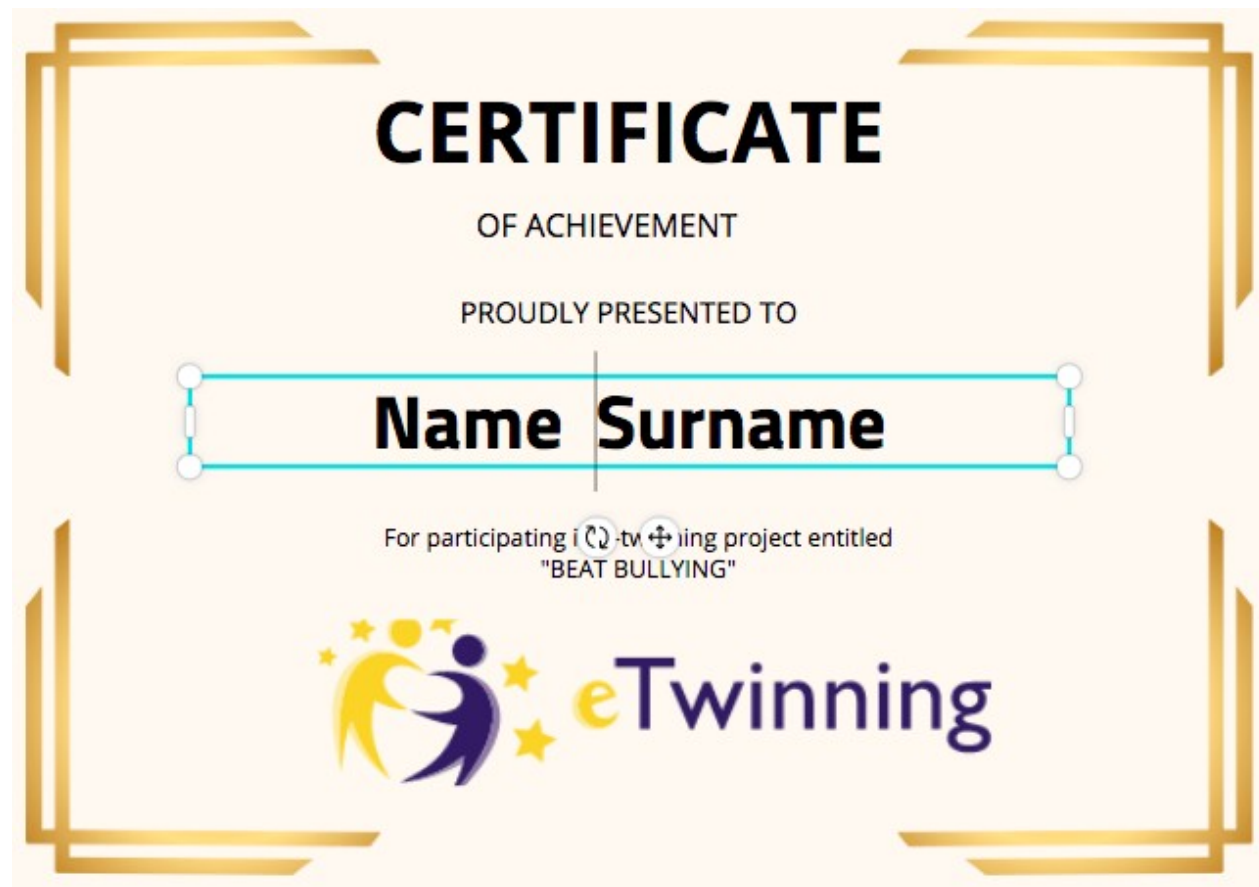 CERTIFICATE
OF ACHIEVEMENT
PROUDLY PRESENTED TO
Name Surname
For participating project entitled
"BEAT BULLYING"
eTwinning